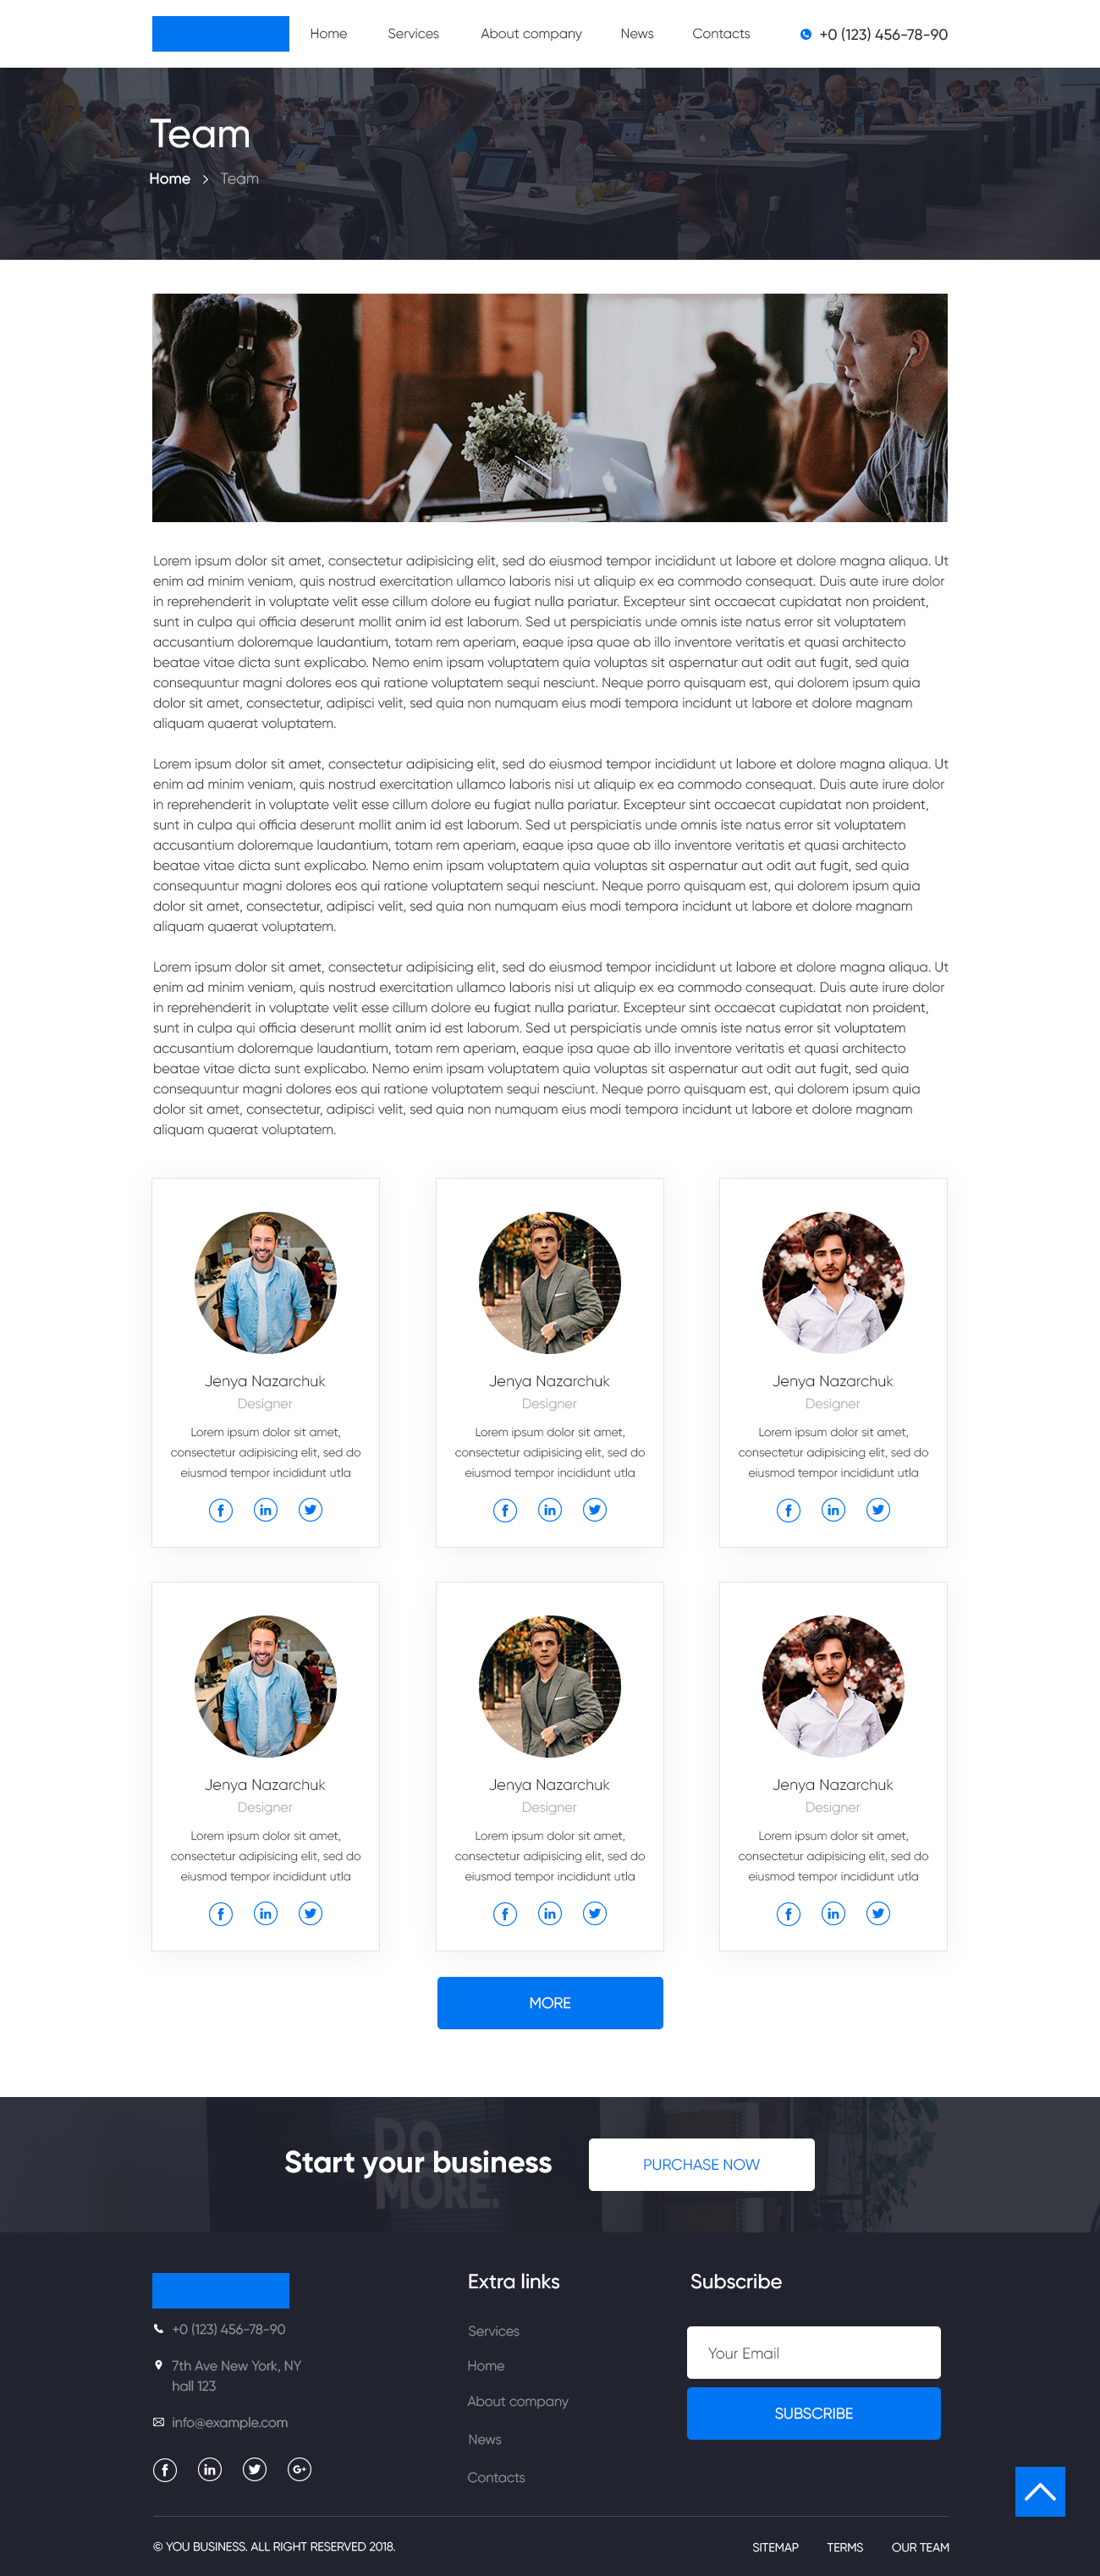 Home Services About company News Contacts +0 (123) 456-78-90
Team
Home > Team
Lorem ipsum dolor sit amet, consectetur adipisicing elit, sed do eiusmod tempor incididunt ut labore et dolore magna aliqua. Ut
enim ad minim veniam, quis nostrud exercitation ullamco laboris nisi ut aliquip ex ea commodo consequat. Duis aute irure dolor
in reprehenderit in voluptate velit esse cillum dolore eu fugiat nulla pariatur. Excepteur sint occaecat cupidatat non proident,
sunt in culpa qui officia deserunt mollit anim id est laborum. Sed ut perspiciatis unde omnis iste natus error sit voluptatem
accusantium doloremque laudantium, totam rem aperiam, eaque ipsa quae ab illo inventore veritatis et quasi architecto
beatae vitae dicta sunt explicabo. Nemo enim ipsam voluptatem quia voluptas sit aspernatur aut odit aut fugit, sed quia
consequuntur magni dolores eos qui ratione voluptatem sequi nesciunt. Neque porro quisquam est, qui dolorem ipsum quia
dolor sit amet, consectetur, adipisci velit, sed quia non numquam eius modi tempora incidunt ut labore et dolore magnam
aliquam quaerat voluptatem.
Lorem ipsum dolor sit amet, consectetur adipisicing elit, sed do eiusmod tempor incididunt ut labore et dolore magna aliqua. Ut
enim ad minim veniam, quis nostrud exercitation ullamco laboris nisi ut aliquip ex ea commodo consequat. Duis aute irure dolor
in reprehenderit in voluptate velit esse cillum dolore eu fugiat nulla pariatur. Excepteur sint occaecat cupidatat non proident,
sunt in culpa qui officia deserunt mollit anim id est laborum. Sed ut perspiciatis unde omnis iste natus error sit voluptatem
accusantium doloremque laudantium, totam rem aperiam, eaque ipsa quae ab illo inventore veritatis et quasi architecto
beatae vitae dicta sunt explicabo. Nemo enim ipsam voluptatem quia voluptas sit aspernatur aut odit aut fugit, sed quia
consequuntur magni dolores eos qui ratione voluptatem sequi nesciunt. Neque porro quisquam est, qui dolorem ipsum quia
dolor sit amet, consectetur, adipisci velit, sed quia non numquam eius modi tempora incidunt ut labore et dolore magnam
aliquam quaerat voluptatem.
Lorem ipsum dolor sit amet, consectetur adipisicing elit, sed do eiusmod tempor incididunt ut labore et dolore magna aliqua. Ut
enim ad minim veniam, quis nostrud exercitation ullamco laboris nisi ut aliquip ex ea commodo consequat. Duis aute irure dolor
in reprehenderit in voluptate velit esse cillum dolore eu fugiat nulla pariatur. Excepteur sint occaecat cupidatat non proident,
sunt in culpa qui officia deserunt mollit anim id est laborum. Sed ut perspiciatis unde omnis iste natus error sit voluptatem
accusantium doloremque laudantium, totam rem aperiam, eaque ipsa quae ab illo inventore veritatis et quasi architecto
beatae vitae dicta sunt explicabo. Nemo enim ipsam voluptatem quia voluptas sit aspernatur aut odit aut fugit, sed quia
consequuntur magni dolores eos qui ratione voluptatem sequi nesciunt. Neque porro quisquam est, qui dolorem ipsum quia
dolor sit amet, consectetur, adipisci velit, sed quia non numquam eius modi tempora incidunt ut labore et dolore magnam
aliquam quaerat voluptatem.
Jenya Nazarchuk
Designer
Lorem ipsum dolor sit amet,
consectetur adipisicing elit, sed do
eiusmod tempor incididunt utla
Jenya Nazarchuk
Designer
Lorem ipsum dolor sit amet,
consectetur adipisicing elit, sed do
eiusmod tempor incididunt utla
Jenya Nazarchuk
Designer
Lorem ipsum dolor sit amet,
consectetur adipisicing elit, sed do
eiusmod tempor incididunt utla
Jenya Nazarchuk
Designer
Lorem ipsum dolor sit amet,
consectetur adipisicing elit, sed do
eiusmod tempor incididunt utla
Jenya Nazarchuk
Designer
Lorem ipsum dolor sit amet,
consectetur adipisicing elit, sed do
eiusmod tempor incididunt utla
Jenya Nazarchuk
Designer
Lorem ipsum dolor sit amet,
consectetur adipisicing elit, sed do
eiusmod tempor incididunt utla
MORE
DO
MORE.
Start your business
PURCHASE NOW
+0 (123) 456-78-90
7th Ave New York, NY
hall 123
info@example.com
Extra links
Services
Home
About company
News
Contacts
Subscribe
Your Email
SUBSCRIBE
© YOU BUSINESS. ALL RIGHT RESERVED 2018.
SITEMAP TERMS OUR TEAM